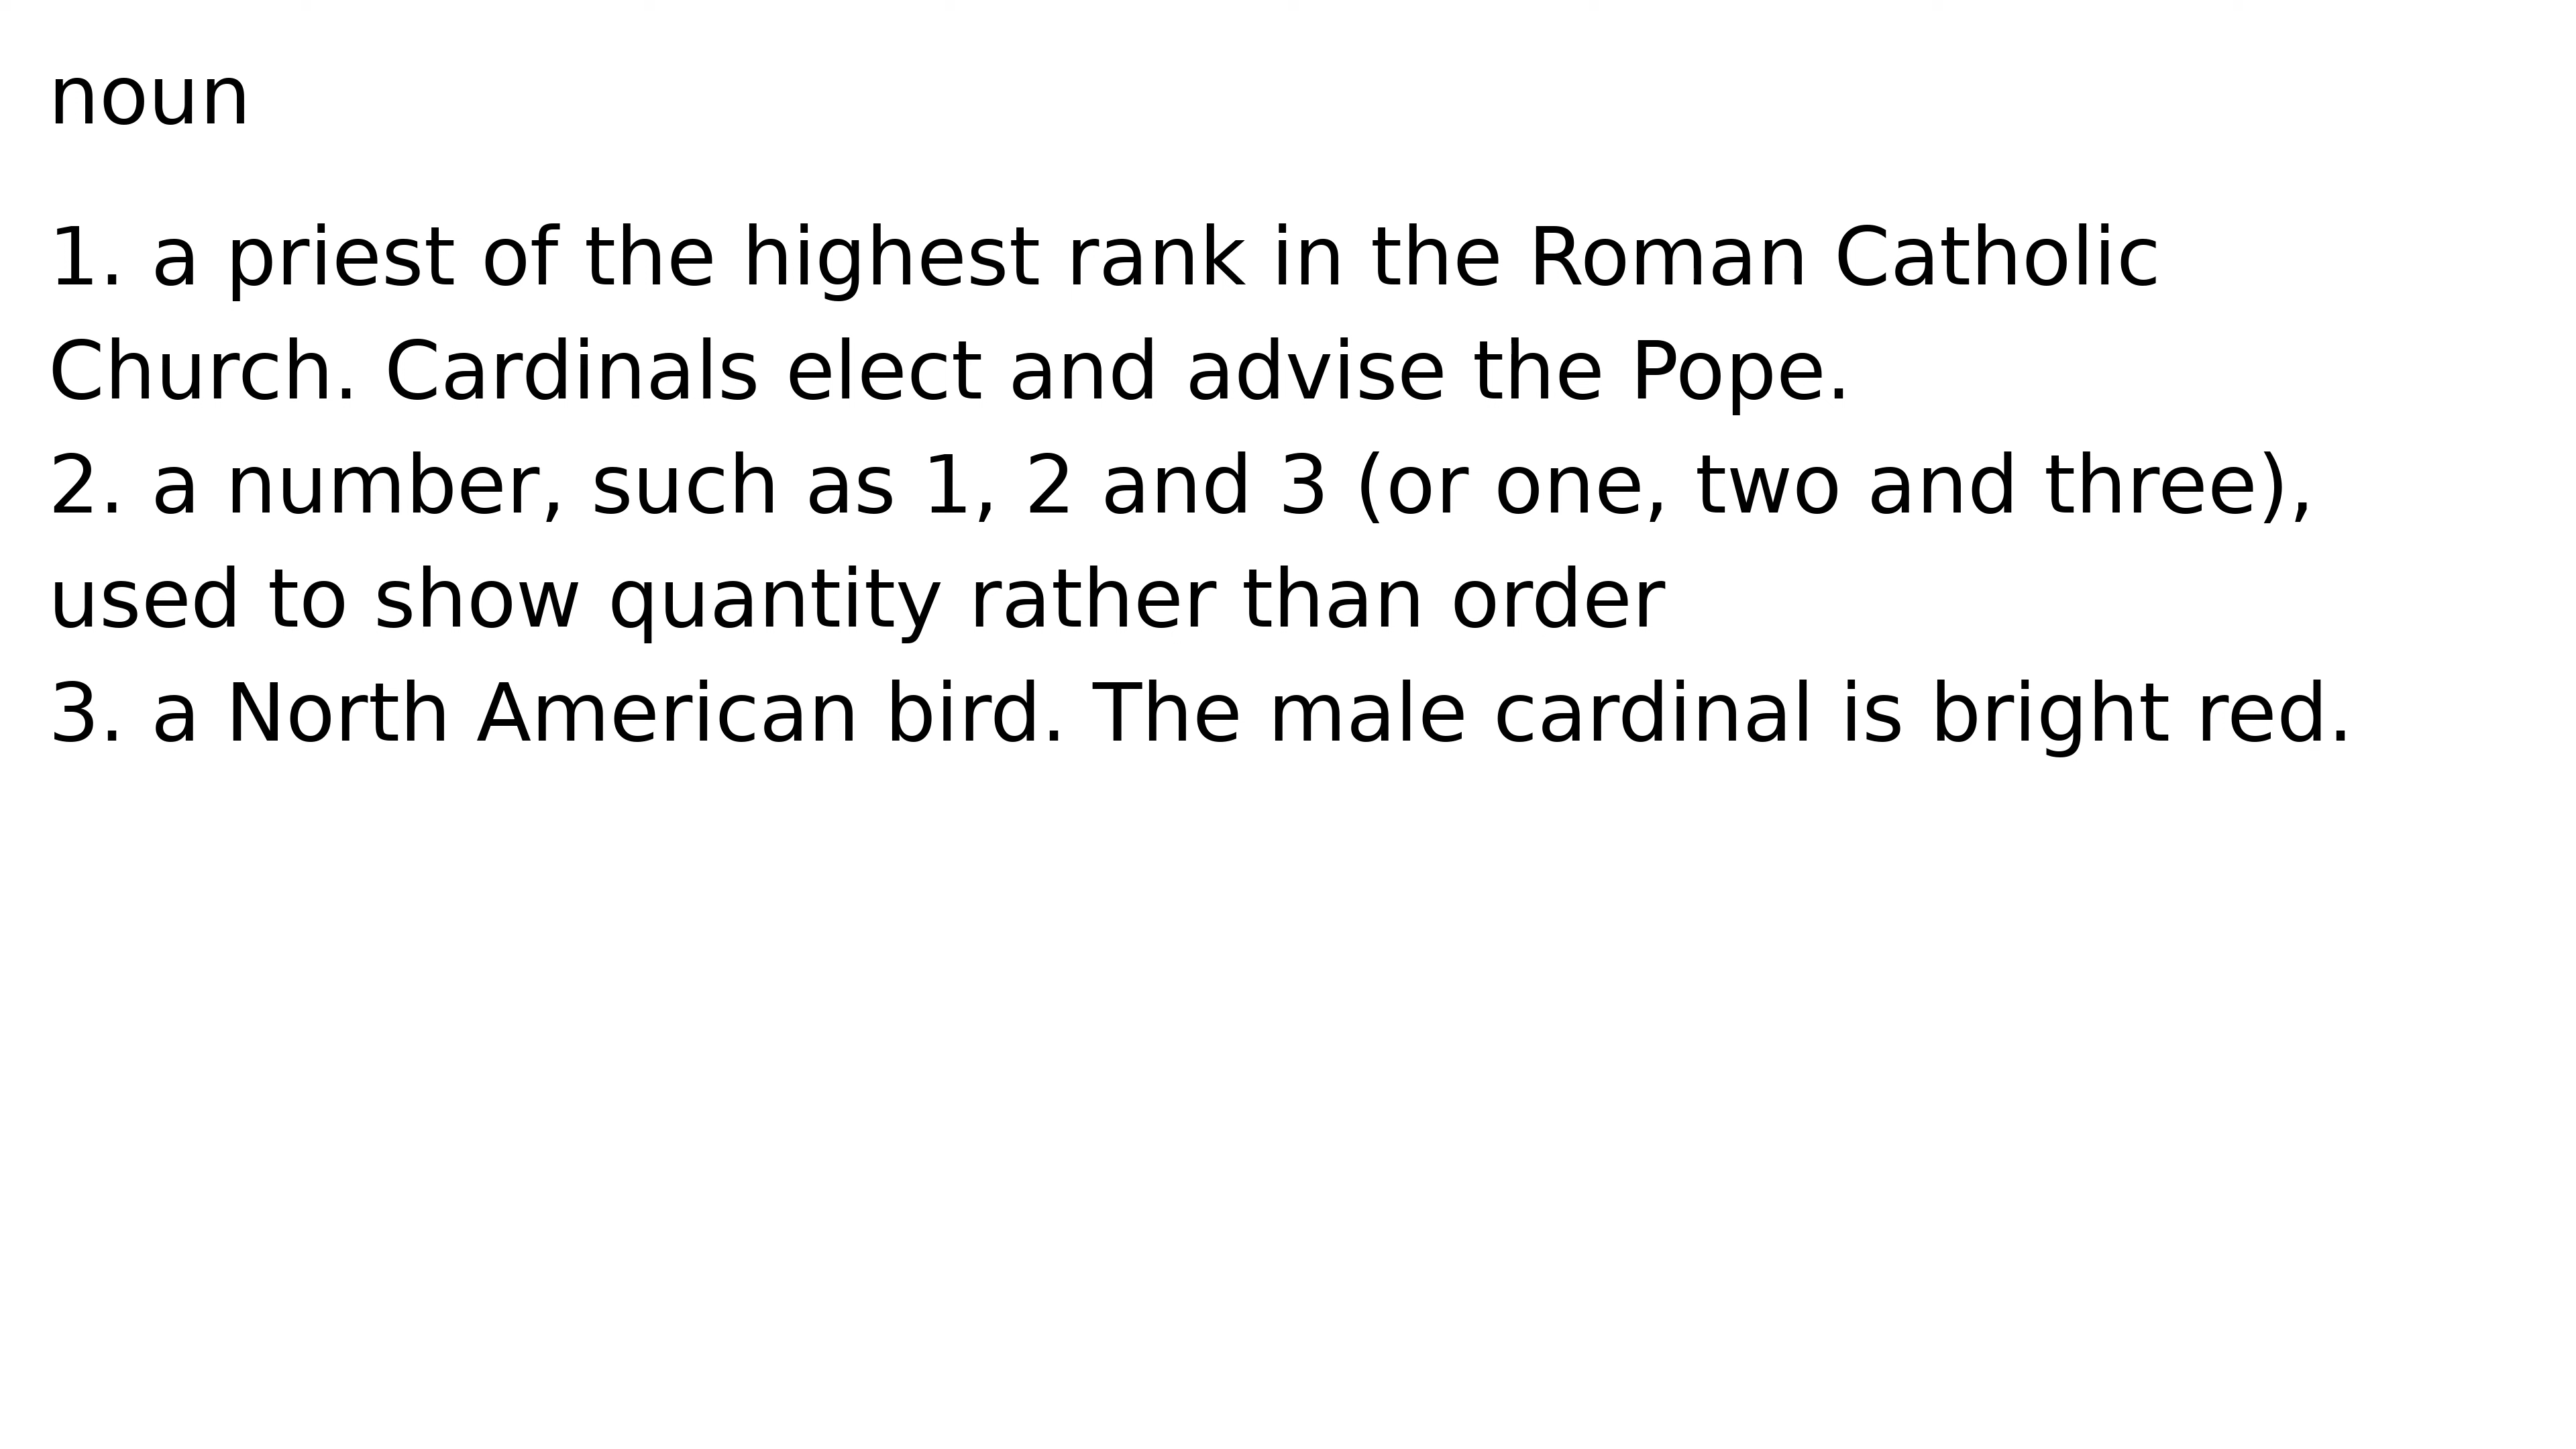 noun
1. a priest of the highest rank in the Roman Catholic
Church. Cardinals elect and advise the Pope.
2. a number, such as 1, 2 and 3 (or one, two and three),
used to show quantity rather than order
3. a North American bird. The male cardinal is bright red.